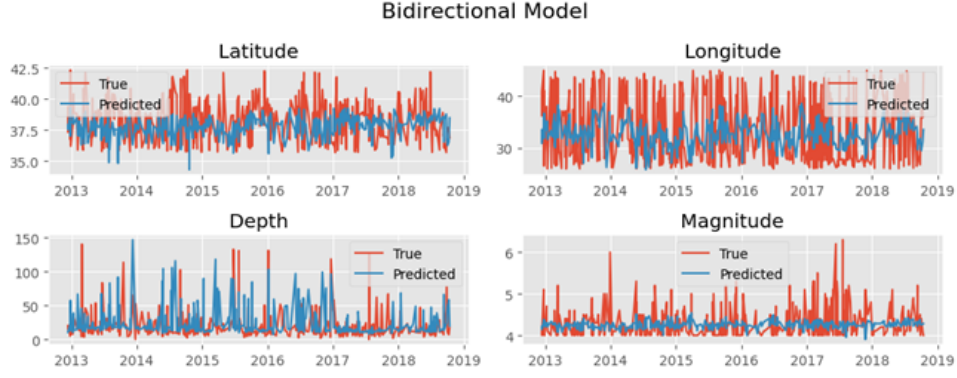 Bidirectional Model
Latitude
42.5
40.0
37.5
35.0
True
Predicted
2013 2014 2015 2016 2017 2018 2019
Longitude
40
30
True
Predicted
2013 2014 2015 2016 2017 2018 2019
Depth
150
100
50
0
True
Predicted
2013 2014 2015 2016 2017 2018 2019
Magnitude
6
5
4
True
Predicted
2013 2014 2015 2016 2017 2018 2019